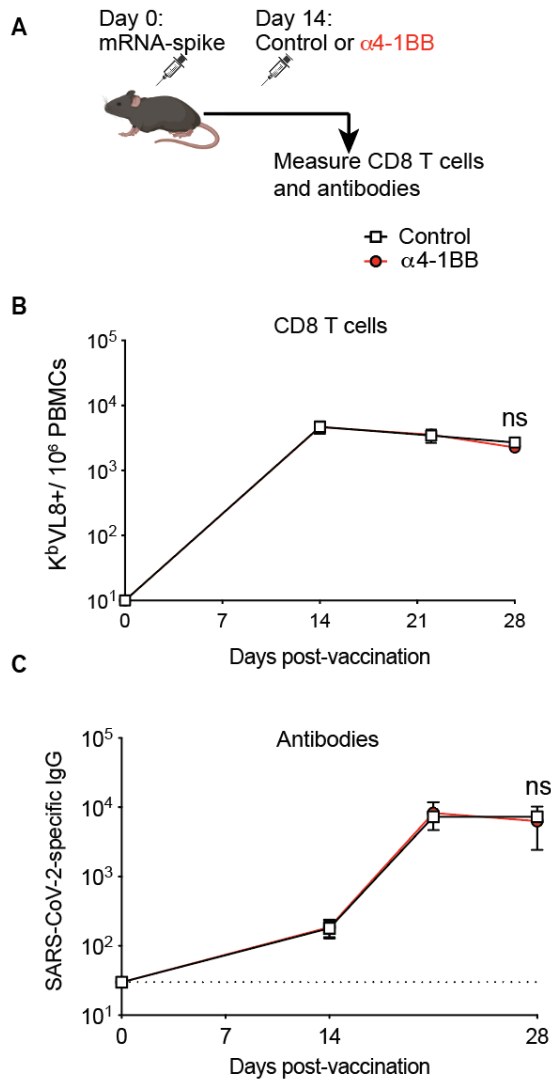 A
Day 0:
mRNA-spike
Day 14:
Control or α4-1BB
Measure CD8 T cells
and antibodies
Control
α4-1BB
B
CD8 T cells
KᵇVL8+/ 10⁶ PBMCs
10⁵
10⁴
10³
10²
10¹
ns
0 7 14 21 28
Days post-vaccination
C
Antibodies
SARS-CoV-2-specific IgG
10⁵
10⁴
10³
10²
10¹
ns
0 7 14 28
Days post-vaccination